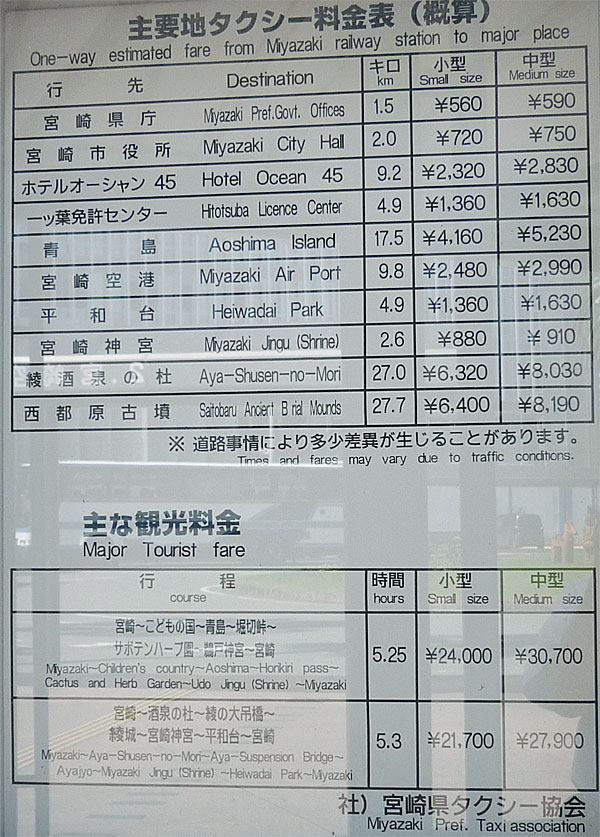 主要地タクシー料金表（概算）
One-way estimated fare from Miyazaki railway station to major place
行先 Destination キロ km 小型 Small size 中型 Medium size
宮崎県庁 Miyazaki Pref.Govt. Offices 1.5 ¥560 ¥590
宮崎市役所 Miyazaki City Hall 2.0 ¥720 ¥750
ホテルオーシャン 45 Hotel Ocean 45 9.2 ¥2,320 ¥2,830
一ッ葉免許センター Hitotsuba Licence Center 4.9 ¥1,360 ¥1,630
青島 Aoshima Island 17.5 ¥4,160 ¥5,230
宮崎空港 Miyazaki Air Port 9.8 ¥2,480 ¥2,990
平和台 Heiwadai Park 4.9 ¥1,360 ¥1,630
宮崎神宮 Miyazaki Jingu (Shrine) 2.6 ¥880 ¥910
綾酒泉の杜 Aya-Shusen-no-Mori 27.0 ¥6,320 ¥8,030
西都原古墳 Saitobaru Ancient B rial Mounds 27.7 ¥6,400 ¥8,190
※ 道路事情により多少差異が生じることがあります。
Times and fares may vary due to traffic conditions.
主な観光料金
Major Tourist fare
行程 course 時間 hours 小型 Small size 中型 Medium size
宮崎～こどもの国～青島～堀切峠～
サボテンハーブ園～鵜戸神宮～宮崎
Miyazaki~Children's country~Aoshima~Horikiri pass~
Cactus and Herb Garden~Udo Jingu (Shrine) ~Miyazaki
5.25 ¥24,000 ¥30,700
宮崎～酒泉の杜～綾の大吊橋～
綾城～宮崎神宮～平和台～宮崎
Miyazaki~Aya-Shusen-no-Mori~Aya-Suspension Bridge~
Ayajyo~Miyazaki Jingu (Shrine) ~Heiwadai Park~Miyazaki
5.3 ¥21,700 ¥27,900
社）宮崎県タクシー協会
Miyazaki Pref. Taxi association